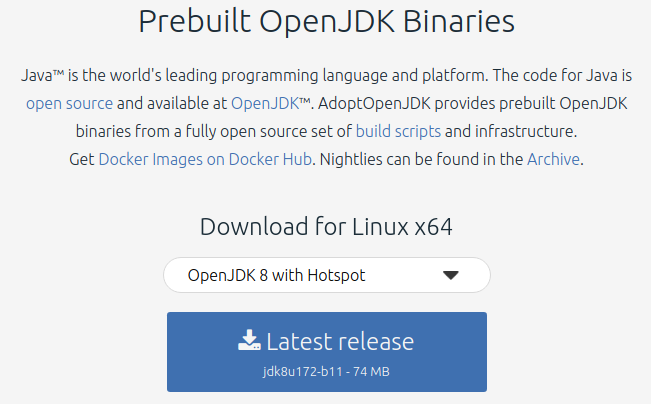 Prebuilt OpenJDK Binaries
Java™ is the world's leading programming language and platform. The code for Java is
open source and available at OpenJDK™. AdoptOpenJDK provides prebuilt OpenJDK
binaries from a fully open source set of build scripts and infrastructure.
Get Docker Images on Docker Hub. Nightlies can be found in the Archive.
Download for Linux x64
OpenJDK 8 with Hotspot
Latest release
jdk8u172-b11 - 74 MB